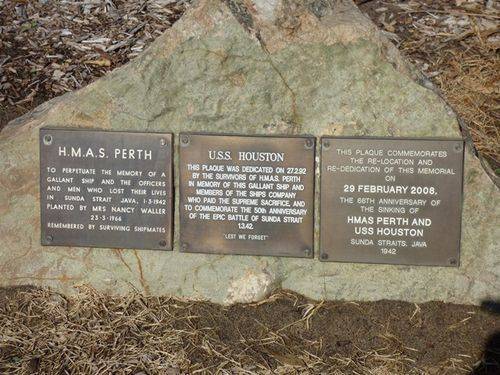 H.M.A.S. PERTH
TO PERPETUATE THE MEMORY OF A
GALLANT SHIP AND THE OFFICERS
AND MEN WHO LOST THEIR LIVES
IN SUNDA STRAIT JAVA, 1·3·1942
PLANTED BY MRS NANCY WALLER
23·5·1966
REMEMBERED BY SURVIVING SHIPMATES
U.S.S. HOUSTON
THIS PLAQUE WAS DEDICATED ON 27.2.92
BY THE SURVIVORS OF H.M.A.S. PERTH
IN MEMORY OF THIS GALLANT SHIP AND
MEMBERS OF THE SHIPS COMPANY
WHO PAID THE SUPREME SACRIFICE, AND
TO COMMEMORATE THE 50th ANNIVERSARY
OF THE EPIC BATTLE OF SUNDA STRAIT
1.3.42.
"LEST WE FORGET"
THIS PLAQUE COMMEMORATES
THE RE-LOCATION AND
RE-DEDICATION OF THIS MEMORIAL
ON
29 FEBRUARY 2008,
THE 66TH ANNIVERSARY OF
THE SINKING OF
HMAS PERTH AND
USS HOUSTON
SUNDA STRAITS, JAVA
1942